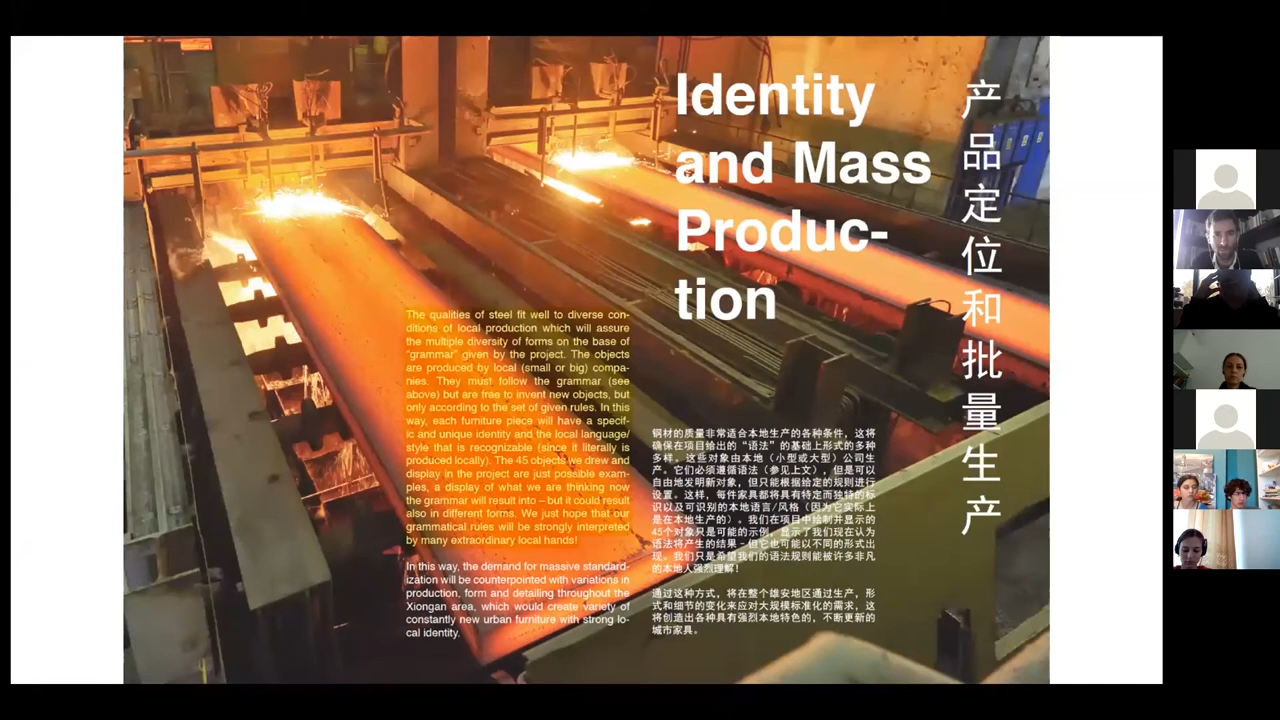 Identity
and Mass
Produc-
tion
产品定位和批量生产
The qualities of steel fit well to diverse con-
ditions of local production which will assure
the multiple diversity of forms on the base of
"grammar" given by the project. The objects
are produced by local (small or big) compa-
nies. They must follow the grammar (see
above) but are free to invent new objects, but
only according to the set of given rules. In this
way, each furniture piece will have a specif-
ic and unique identity and the local language/
style that is recognizable (since it literally is
produced locally). The 45 objects we drew and
display in the project are just possible exam-
ples, a display of what we are thinking now
the grammar will result into – but it could result
also in different forms. We just hope that our
grammatical rules will be strongly interpreted
by many extraordinary local hands!
In this way, the demand for massive standard-
ization will be counterpointed with variations in
production, form and detailing throughout the
Xiongan area, which would create variety of
constantly new urban furniture with strong lo-
cal identity.
钢材的质量非常适合本地生产的各种条件，这将
确保在项目给出的“语法”的基础上形式的多种
多样。这些对象由本地（小型或大型）公司生
产。它们必须遵循语法（参见上文），但是可以
自由地发明新对象，但只能根据给定的规则进行
设置。这样，每件家具都将具有特定而独特的标
识以及可识别的本地语言/风格（因为它实际上
是在本地生产的）。我们在项目中绘制并显示的
45个对象只是可能的示例，显示了我们现在认为
语法将产生的结果-但它也可能以不同的形式出
现。我们只是希望我们的语法规则能被许多非凡
的本地人强烈理解！
通过这种方式，将在整个雄安地区通过生产，形
式和细节的变化来应对大规模标准化的需求，这
将创造出各种具有强烈本地特色的，不断更新的
城市家具。